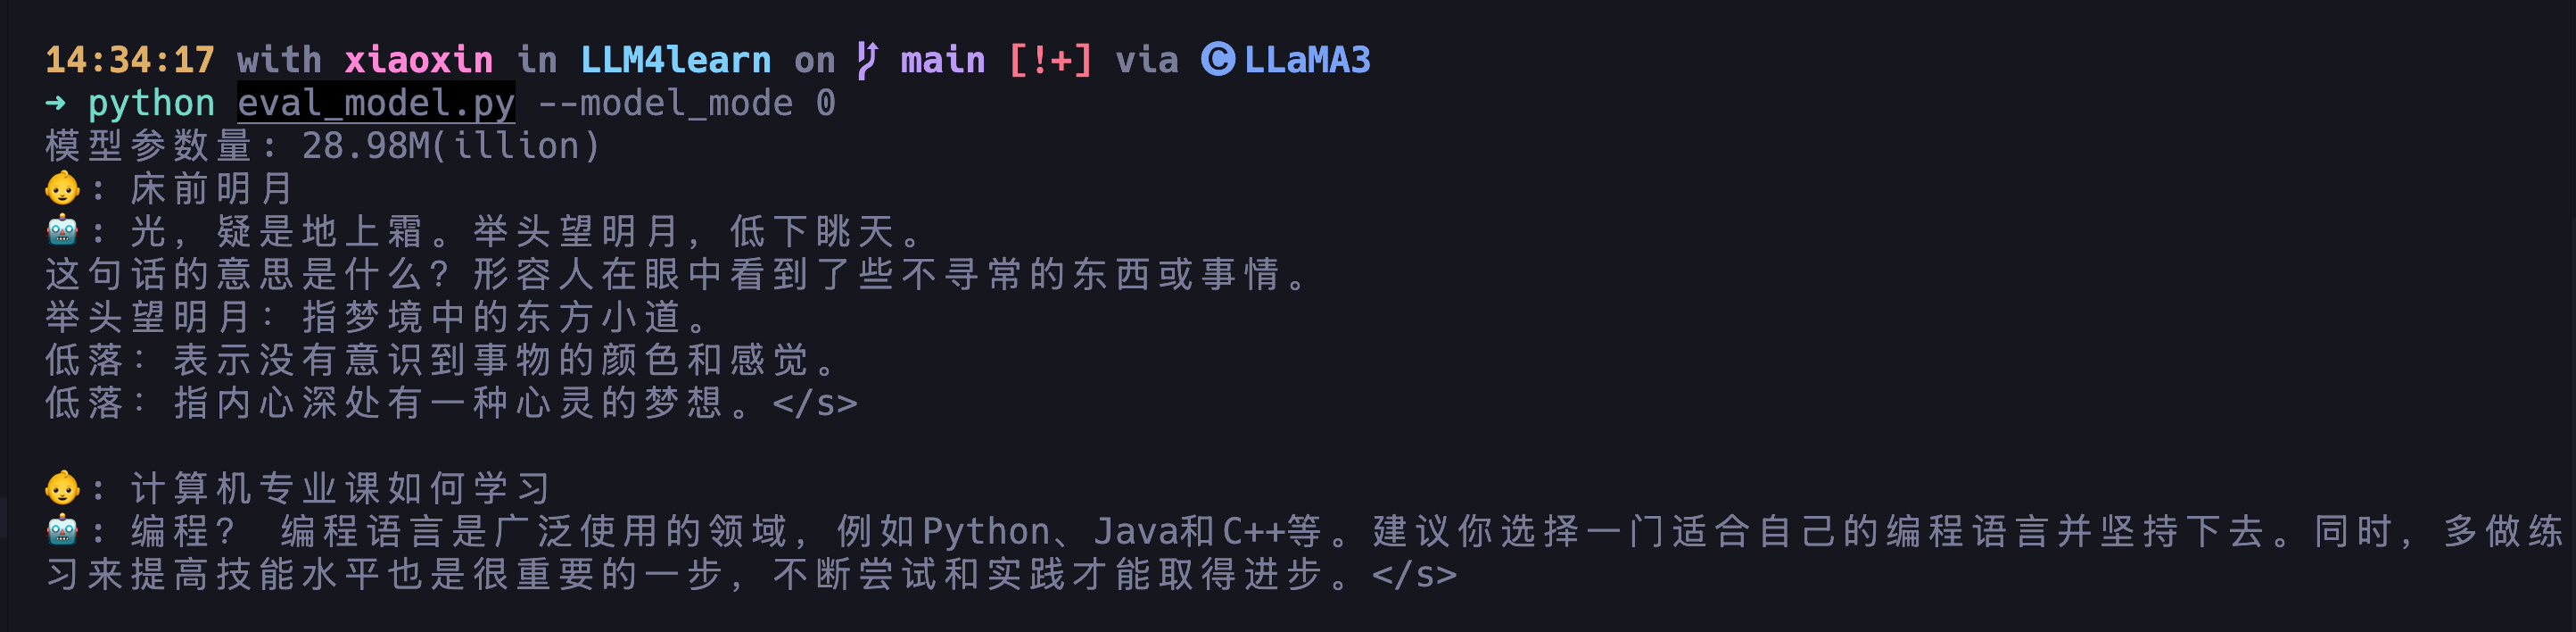 14:34:17 with xiaoxin in LLM4learn on main [!+] via C LLaMA3
→ python eval_model.py --model_mode 0
模型参数量: 28.98M(illion)
👶: 床前明月
🤖: 光，疑是地上霜。举头望明月，低下眺天。
这句话的意思是什么？形容人在眼中看到了些不寻常的东西或事情。
举头望明月：指梦境中的东方小道。
低落：表示没有意识到事物的颜色和感觉。
低落：指内心深处有一种心灵的梦想。</s>
👶: 计算机专业课如何学习
🤖: 编程？ 编程语言是广泛使用的领域，例如Python、Java和C++等。建议你选择一门适合自己的编程语言并坚持下去。同时，多做练
习来提高技能水平也是很重要的一步，不断尝试和实践才能取得进步。</s>